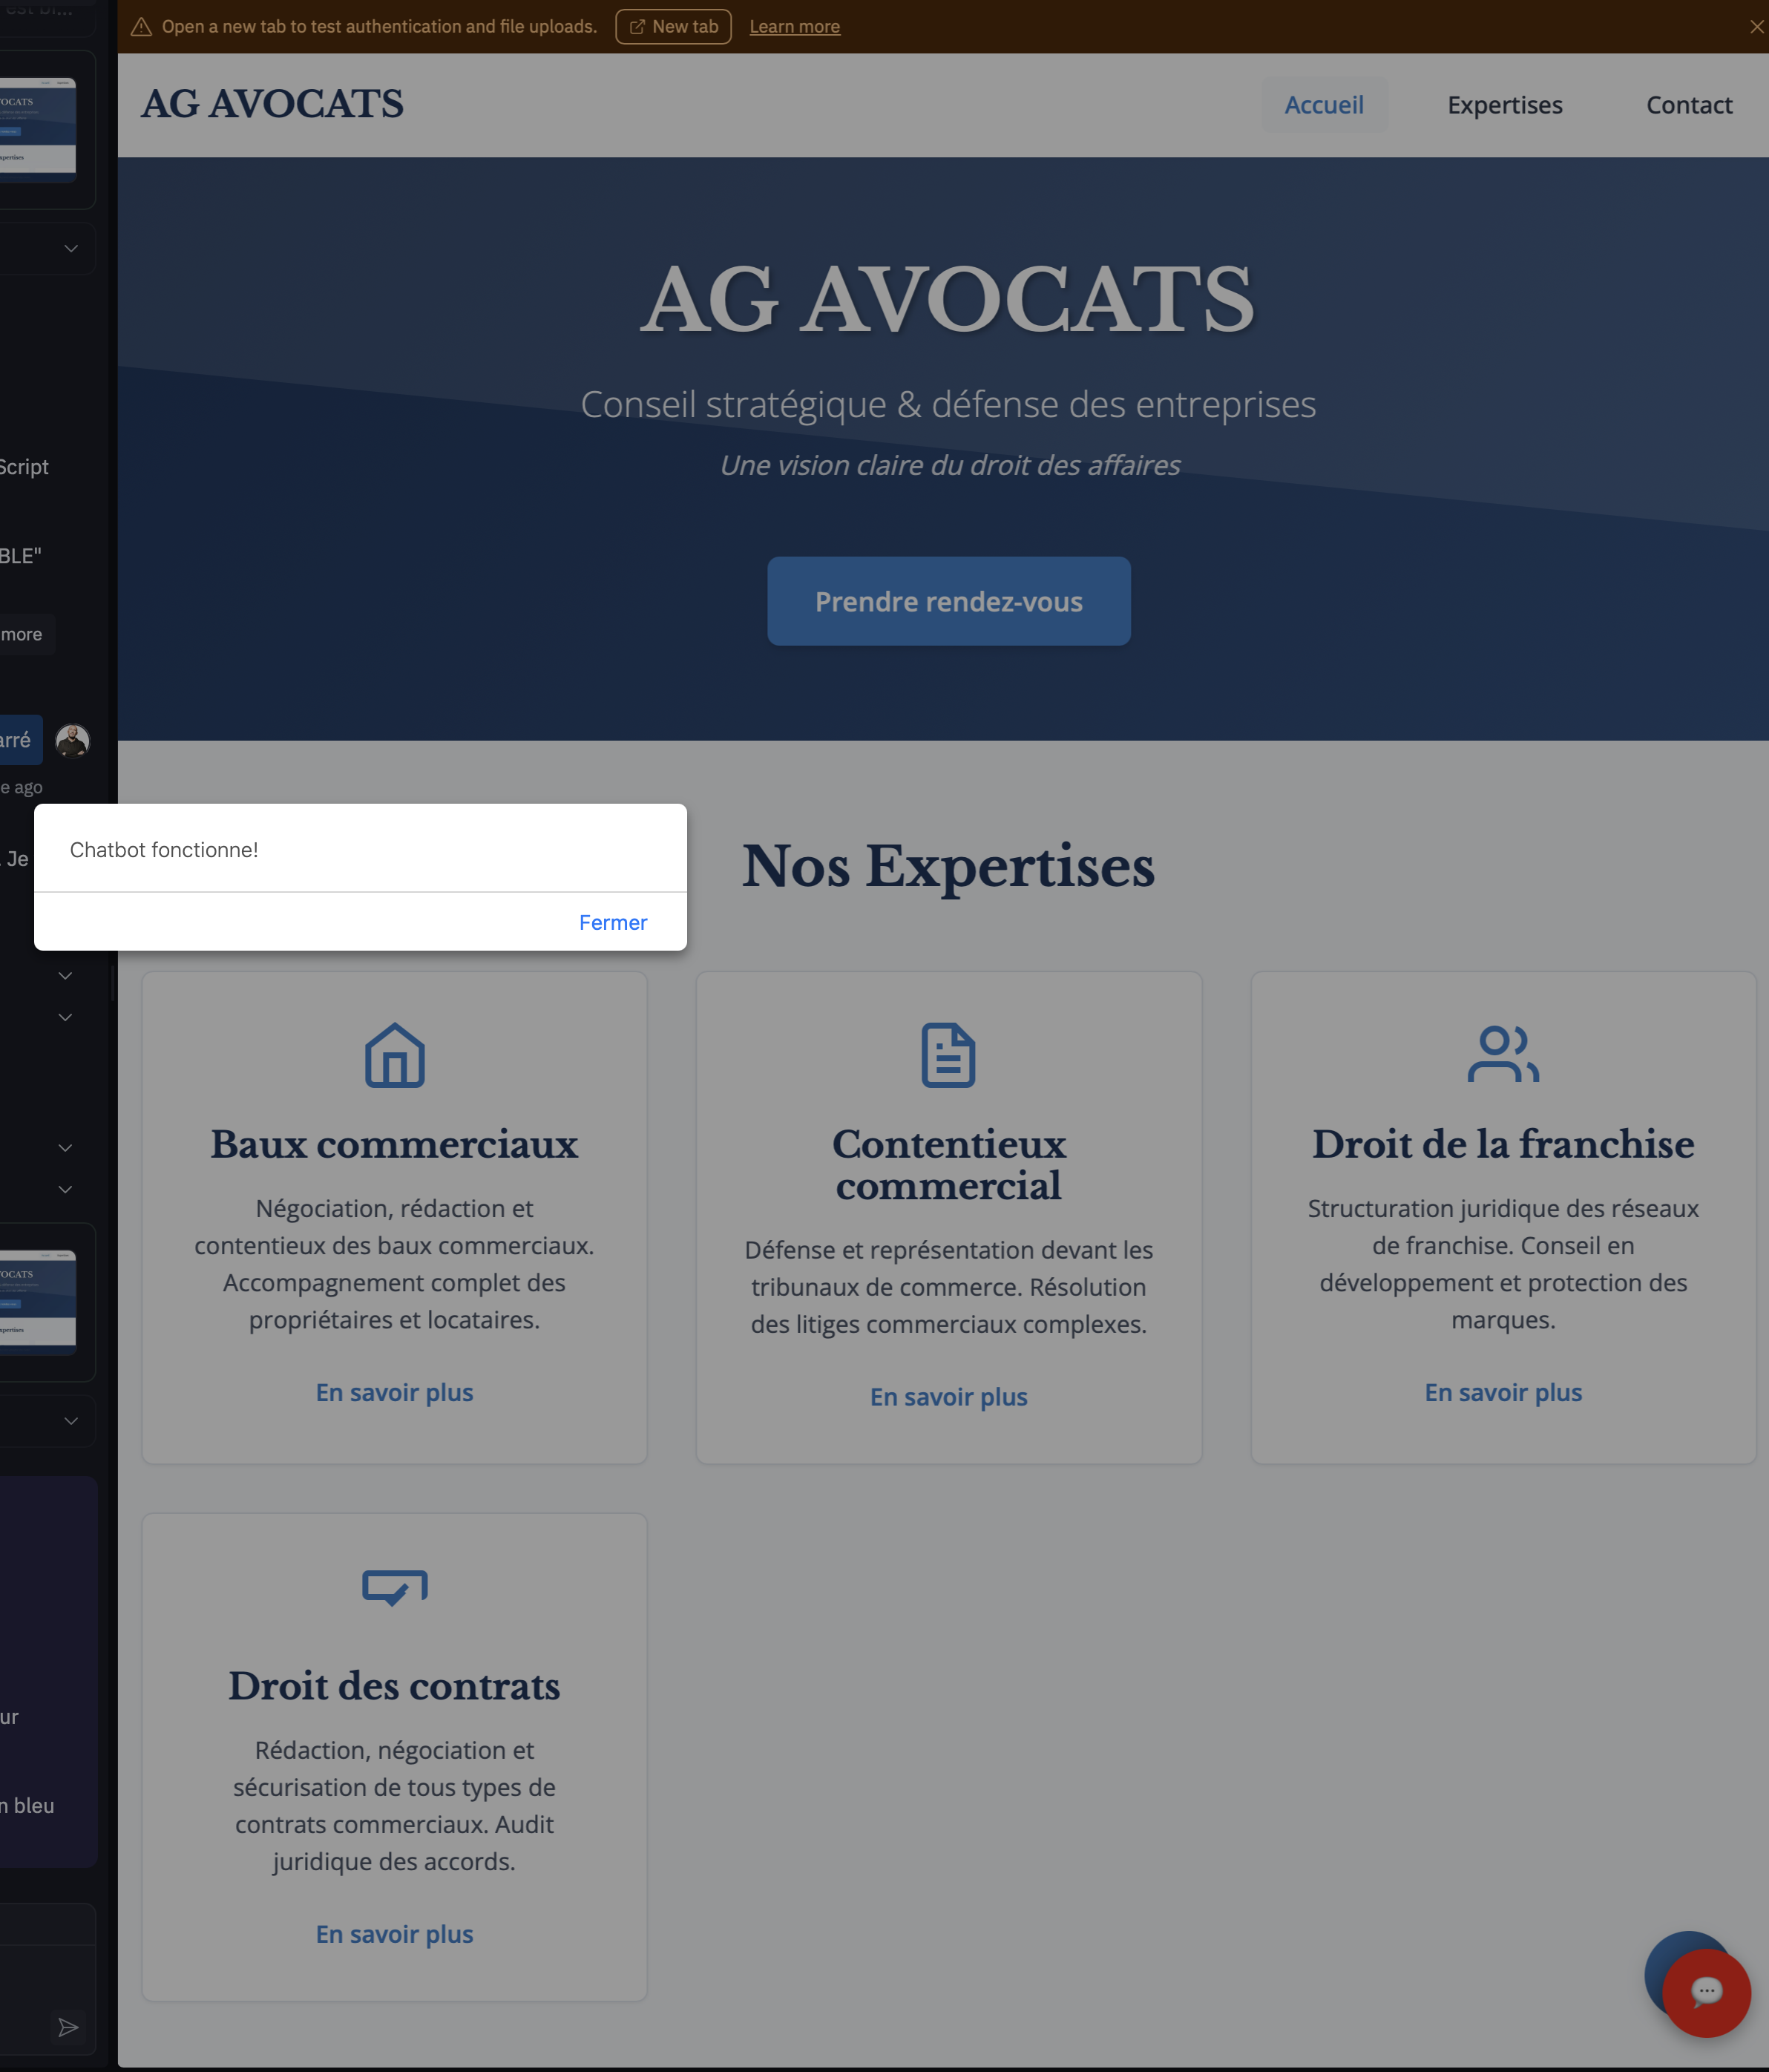 Open a new tab to test authentication and file uploads. New tab Learn more
AG AVOCATS
Accueil Expertises Contact
AG AVOCATS
Conseil stratégique & défense des entreprises
Une vision claire du droit des affaires
Prendre rendez-vous
Script
BLE"
more
arré
e ago
Je
Chatbot fonctionne!
Fermer
Nos Expertises
Baux commerciaux
Négociation, rédaction et
contentieux des baux commerciaux.
Accompagnement complet des
propriétaires et locataires.
En savoir plus
Contentieux
commercial
Défense et représentation devant les
tribunaux de commerce. Résolution
des litiges commerciaux complexes.
En savoir plus
Droit de la franchise
Structuration juridique des réseaux
de franchise. Conseil en
développement et protection des
marques.
En savoir plus
Droit des contrats
Rédaction, négociation et
sécurisation de tous types de
contrats commerciaux. Audit
juridique des accords.
En savoir plus
ur
n bleu